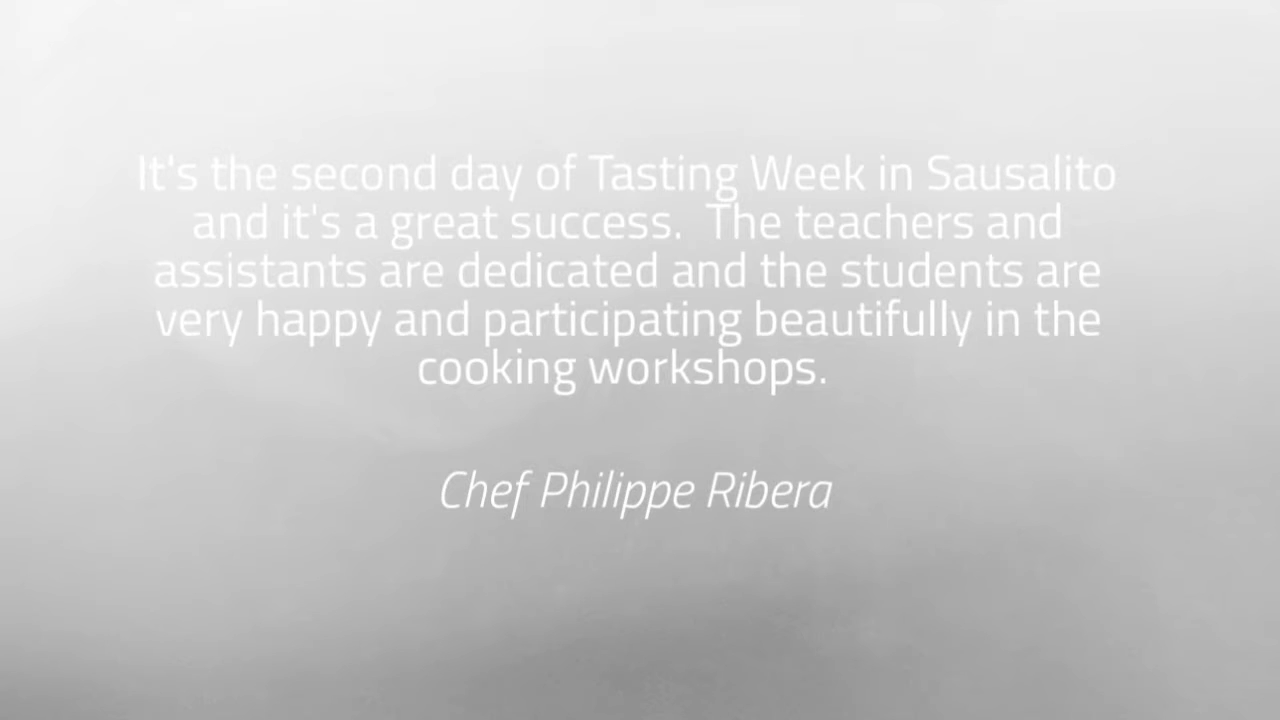 It's the second day of Tasting Week in Sausalito
and it's a great success.  The teachers and
assistants are dedicated and the students are
very happy and participating beautifully in the
cooking workshops.
Chef Philippe Ribera